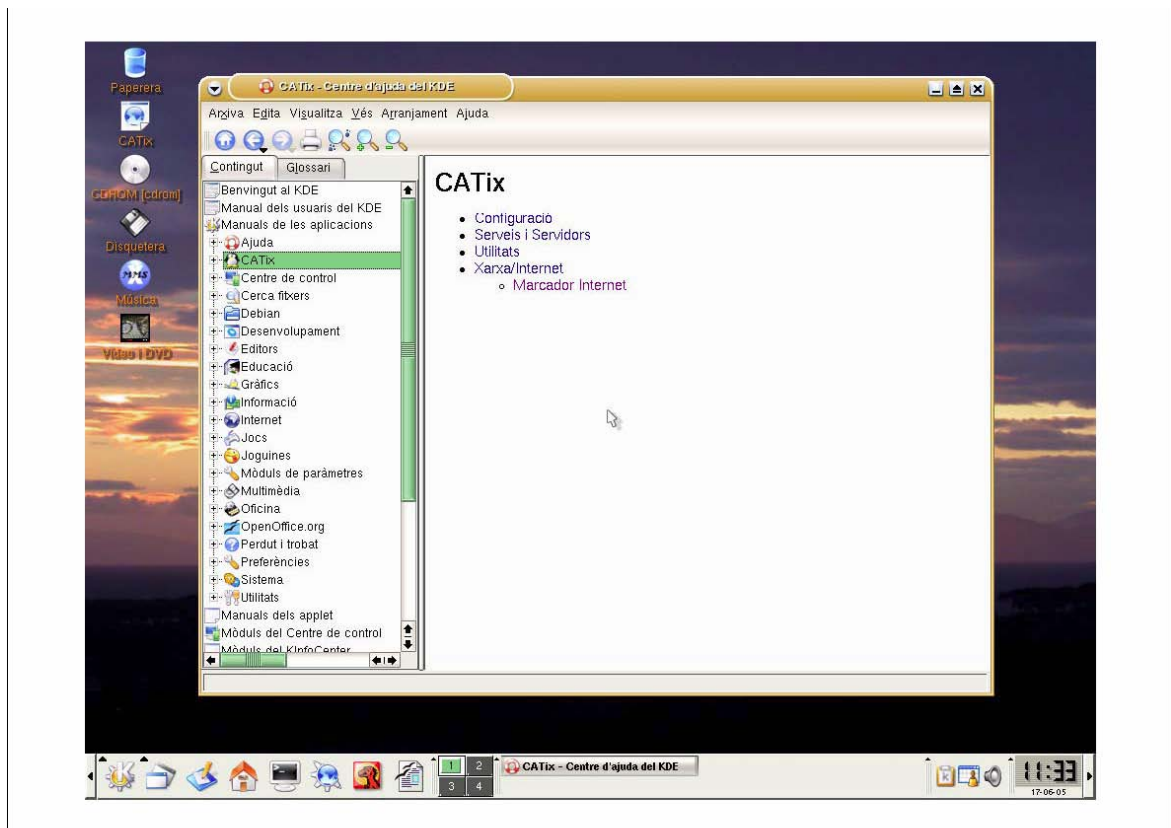 Paperera
CATix
CDROM [cdrom]
Disquetera
MMS
Música
Vídeo i DVD
CATix - Centre d'ajuda del KDE
Arxiva Edita Visualitza Vés Arranjament Ajuda
Contingut Glossari
Benvingut al KDE
Manual dels usuaris del KDE
Manuals de les aplicacions
Ajuda
CATix
Centre de control
Cerca fitxers
Debian
Desenvolupament
Editors
Educació
Gràfics
Informació
Internet
Jocs
Joguines
Mòduls de paràmetres
Multimèdia
Oficina
OpenOffice.org
Perdut i trobat
Preferències
Sistema
Utilitats
Manuals dels applet
Mòduls del Centre de control
Mòduls del KInfoCenter
CATix
Configuració
Serveis i Servidors
Utilitats
Xarxa/Internet
Marcador Internet
1 2
3 4
CATix - Centre d'ajuda del KDE
11:33
17-06-05